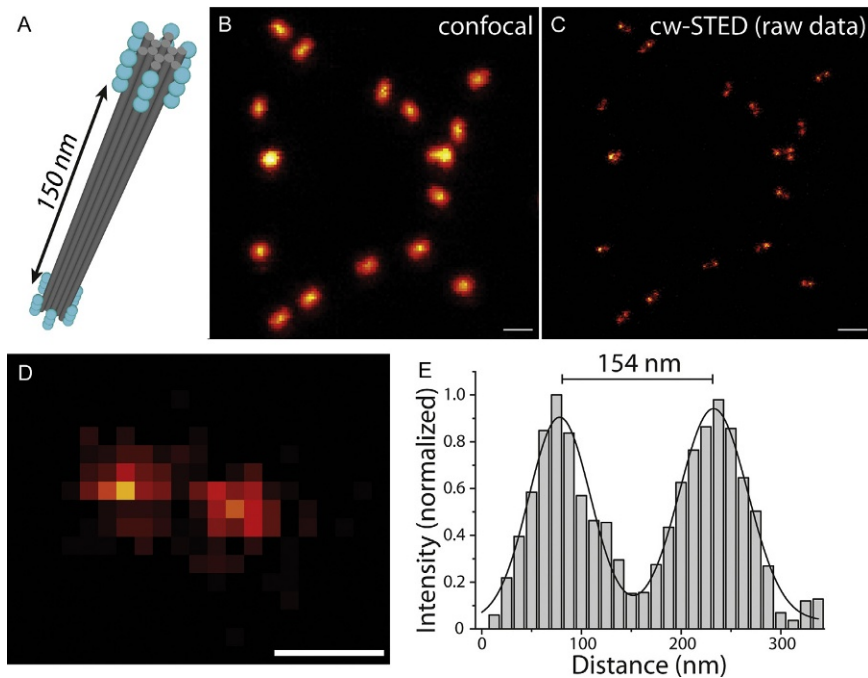 A
150 nm
B
confocal
C
cw-STED (raw data)
D
E
154 nm
Intensity (normalized)
1.0
0.8
0.6
0.4
0.2
0
0
100
200
300
Distance (nm)